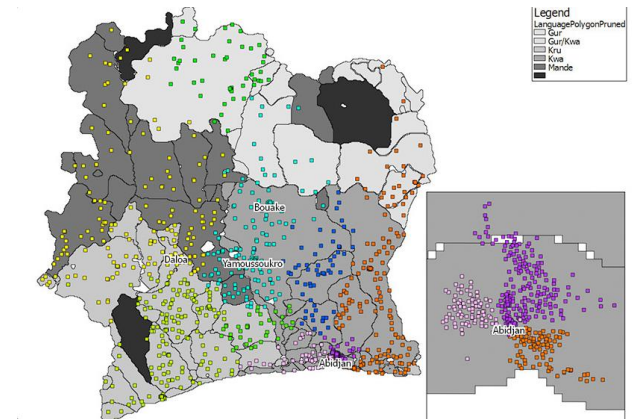 Legend
LanguagePolygonPruned
Gur
Gur/Kwa
Kru
Kwa
Mande
Bouake
Daloa
Yamoussoukro
Abidjan
Abidjan